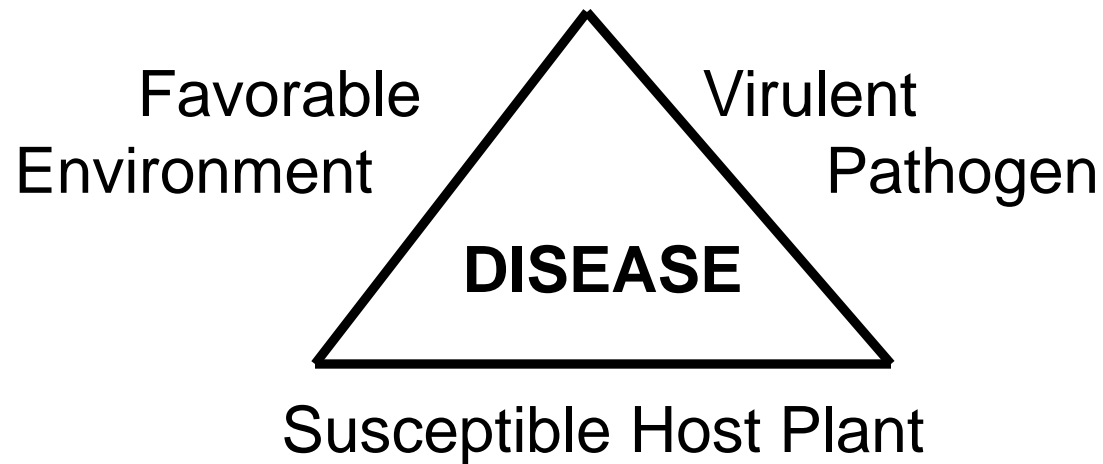 Favorable
Environment
Virulent
Pathogen
DISEASE
Susceptible Host Plant